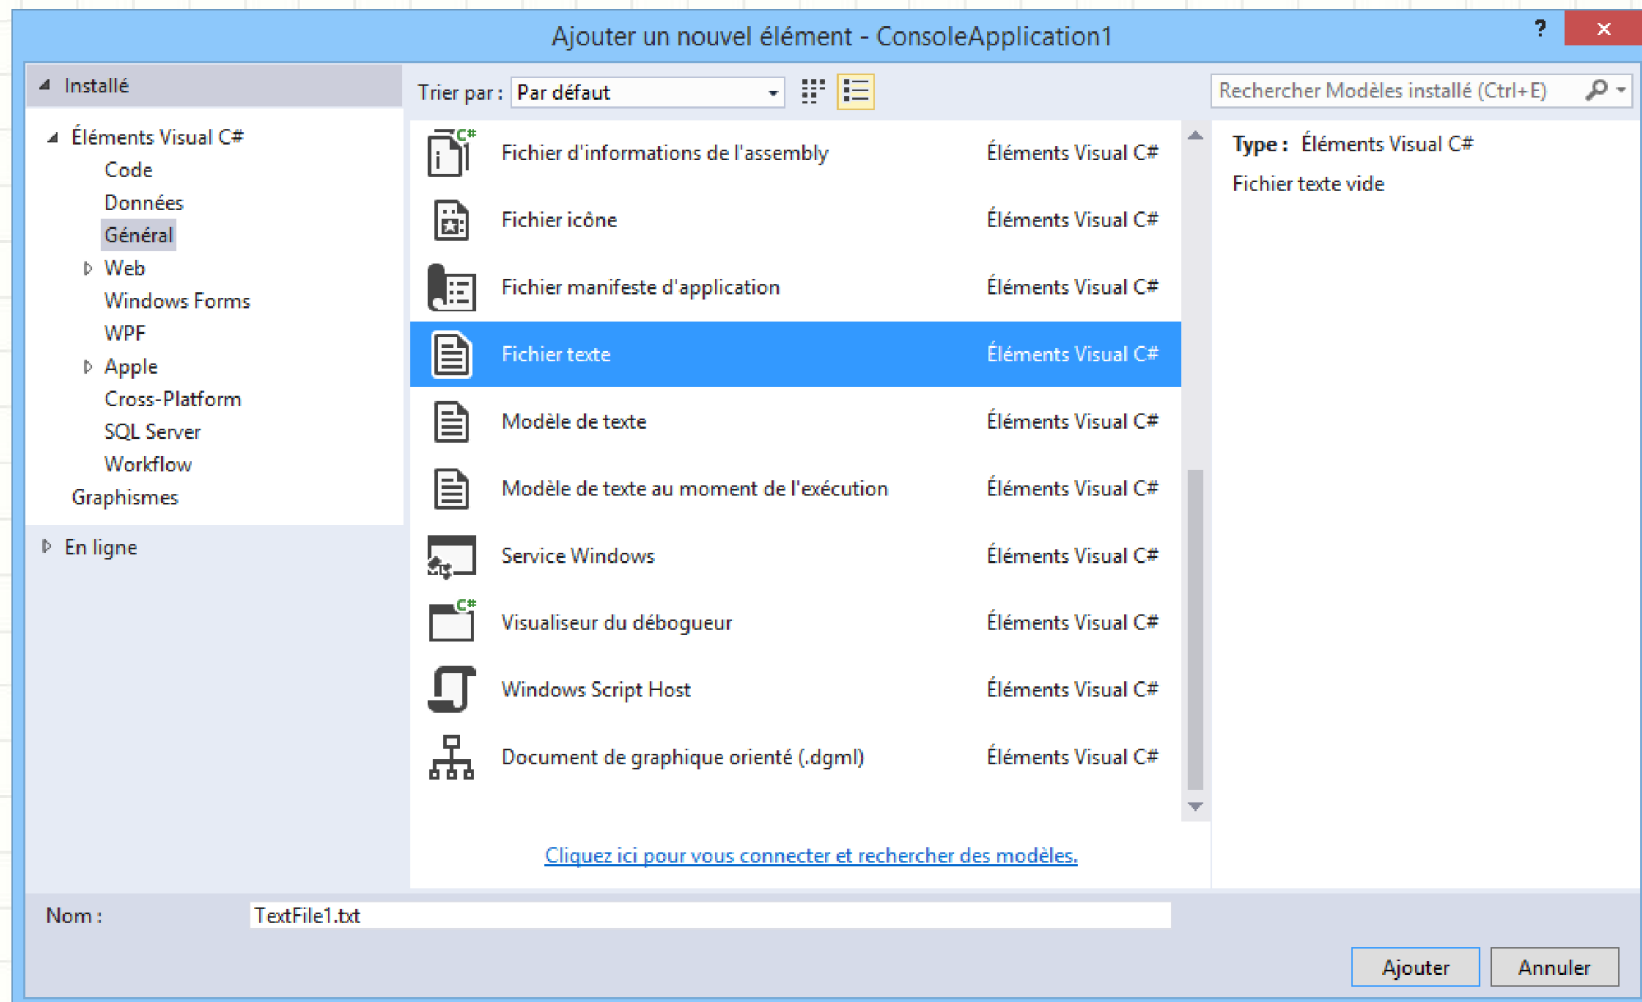 Ajouter un nouvel élément - ConsoleApplication1
?
Installé
Trier par : Par défaut
Rechercher Modèles installé (Ctrl+E)
Éléments Visual C#
Code
Données
Général
Web
Windows Forms
WPF
Apple
Cross-Platform
SQL Server
Workflow
Graphismes
En ligne
C# Fichier d'informations de l'assembly Éléments Visual C#
Fichier icône Éléments Visual C#
Fichier manifeste d'application Éléments Visual C#
Fichier texte Éléments Visual C#
Modèle de texte Éléments Visual C#
Modèle de texte au moment de l'exécution Éléments Visual C#
Service Windows Éléments Visual C#
C# Visualiseur du débogueur Éléments Visual C#
Windows Script Host Éléments Visual C#
Document de graphique orienté (.dgml) Éléments Visual C#
Cliquez ici pour vous connecter et rechercher des modèles.
Type : Éléments Visual C#
Fichier texte vide
Nom : TextFile1.txt
Ajouter Annuler